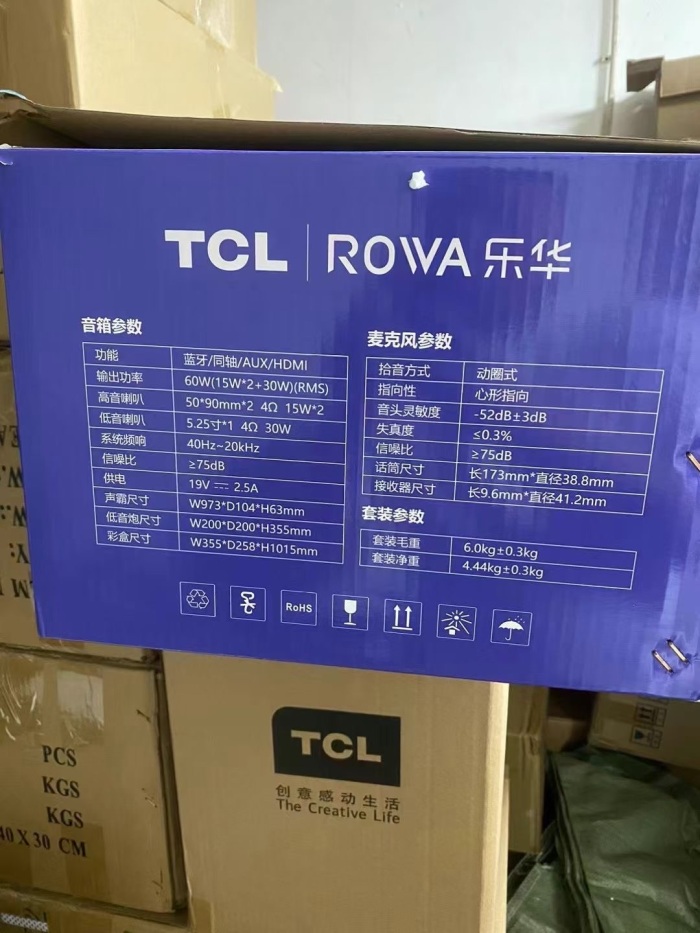 TCL | ROWA 乐华
音箱参数
功能 蓝牙/同轴/AUX/HDMI
输出功率 60W(15W*2+30W)(RMS)
高音喇叭 50*90mm*2 4Ω 15W*2
低音喇叭 5.25寸*1 4Ω 30W
系统频响 40Hz~20kHz
信噪比 ≥75dB
供电 19V ⎓ 2.5A
声霸尺寸 W973*D104*H63mm
低音炮尺寸 W200*D200*H355mm
彩盒尺寸 W355*D258*H1015mm
麦克风参数
拾音方式 动圈式
指向性 心形指向
音头灵敏度 -52dB±3dB
失真度 ≤0.3%
信噪比 ≥75dB
话筒尺寸 长173mm*直径38.8mm
接收器尺寸 长9.6mm*直径41.2mm
套装参数
套装毛重 6.0kg±0.3kg
套装净重 4.44kg±0.3kg
RoHS
TCL
创意感动生活
The Creative Life
PCS
KGS
KGS
40 X 30 CM